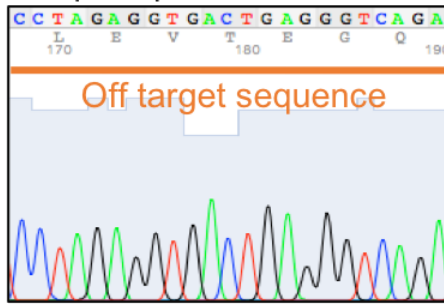 CCTAGAGGTGACTGAGGGTCAGA
L E V T E G Q
170 180 190
Off target sequence